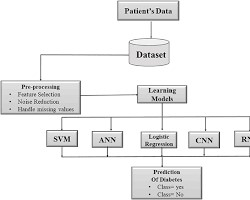 Patient's Data
Dataset
Pre-processing
• Feature Selection
• Noise Reduction
• Handle missing values
Learning
Models
SVM
ANN
Logistic
Regression
CNN
RN
Prediction
Of Diabetes
• Class= yes
• Class= No